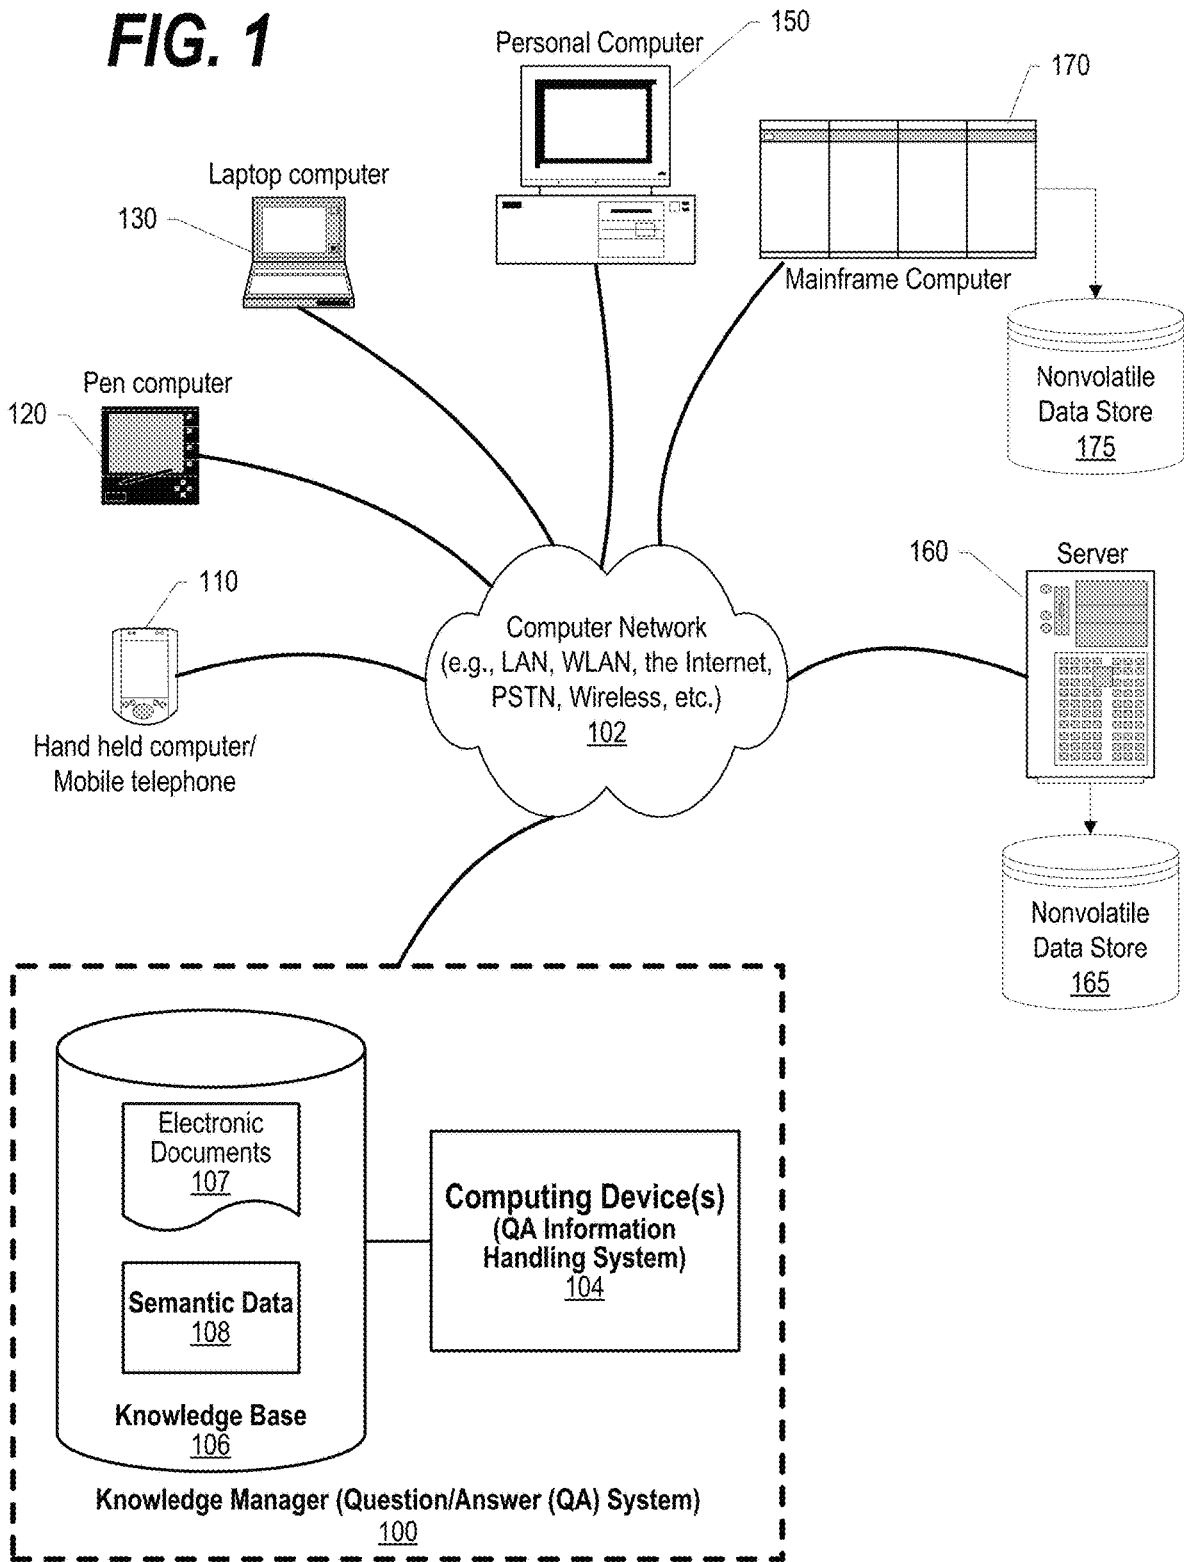 FIG. 1
Personal Computer
150
170
Laptop computer
130
Mainframe Computer
Nonvolatile
Data Store
175
Pen computer
120
160
Server
110
Computer Network
(e.g., LAN, WLAN, the Internet,
PSTN, Wireless, etc.)
102
Hand held computer/
Mobile telephone
Nonvolatile
Data Store
165
Electronic
Documents
107
Computing Device(s)
(QA Information
Handling System)
104
Semantic Data
108
Knowledge Base
106
Knowledge Manager (Question/Answer (QA) System)
100